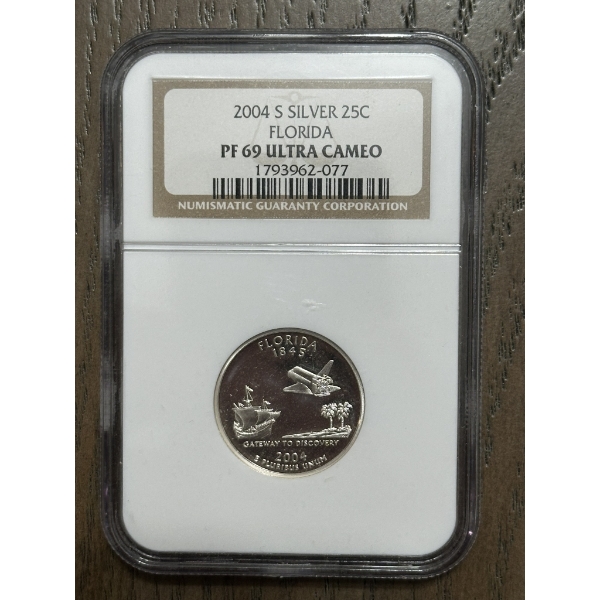 2004 S SILVER 25C
FLORIDA
PF 69 ULTRA CAMEO
1793962-077
NUMISMATIC GUARANTY CORPORATION
FLORIDA
1845
GATEWAY TO DISCOVERY
2004
E PLURIBUS UNUM